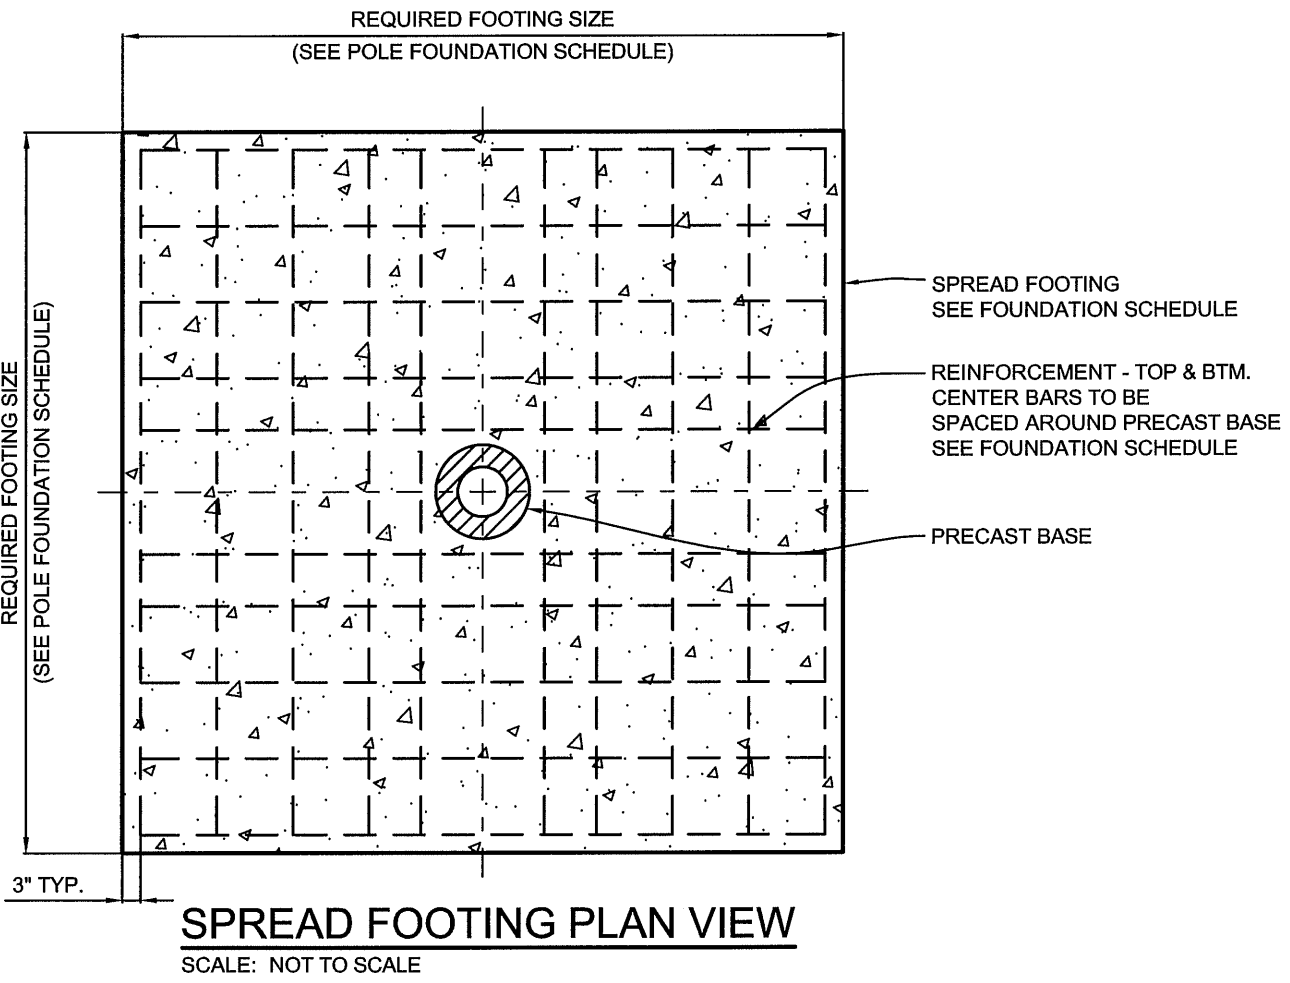 REQUIRED FOOTING SIZE
(SEE POLE FOUNDATION SCHEDULE)
REQUIRED FOOTING SIZE
(SEE POLE FOUNDATION SCHEDULE)
SPREAD FOOTING
SEE FOUNDATION SCHEDULE
REINFORCEMENT - TOP & BTM.
CENTER BARS TO BE
SPACED AROUND PRECAST BASE
SEE FOUNDATION SCHEDULE
PRECAST BASE
3" TYP.
SPREAD FOOTING PLAN VIEW
SCALE: NOT TO SCALE